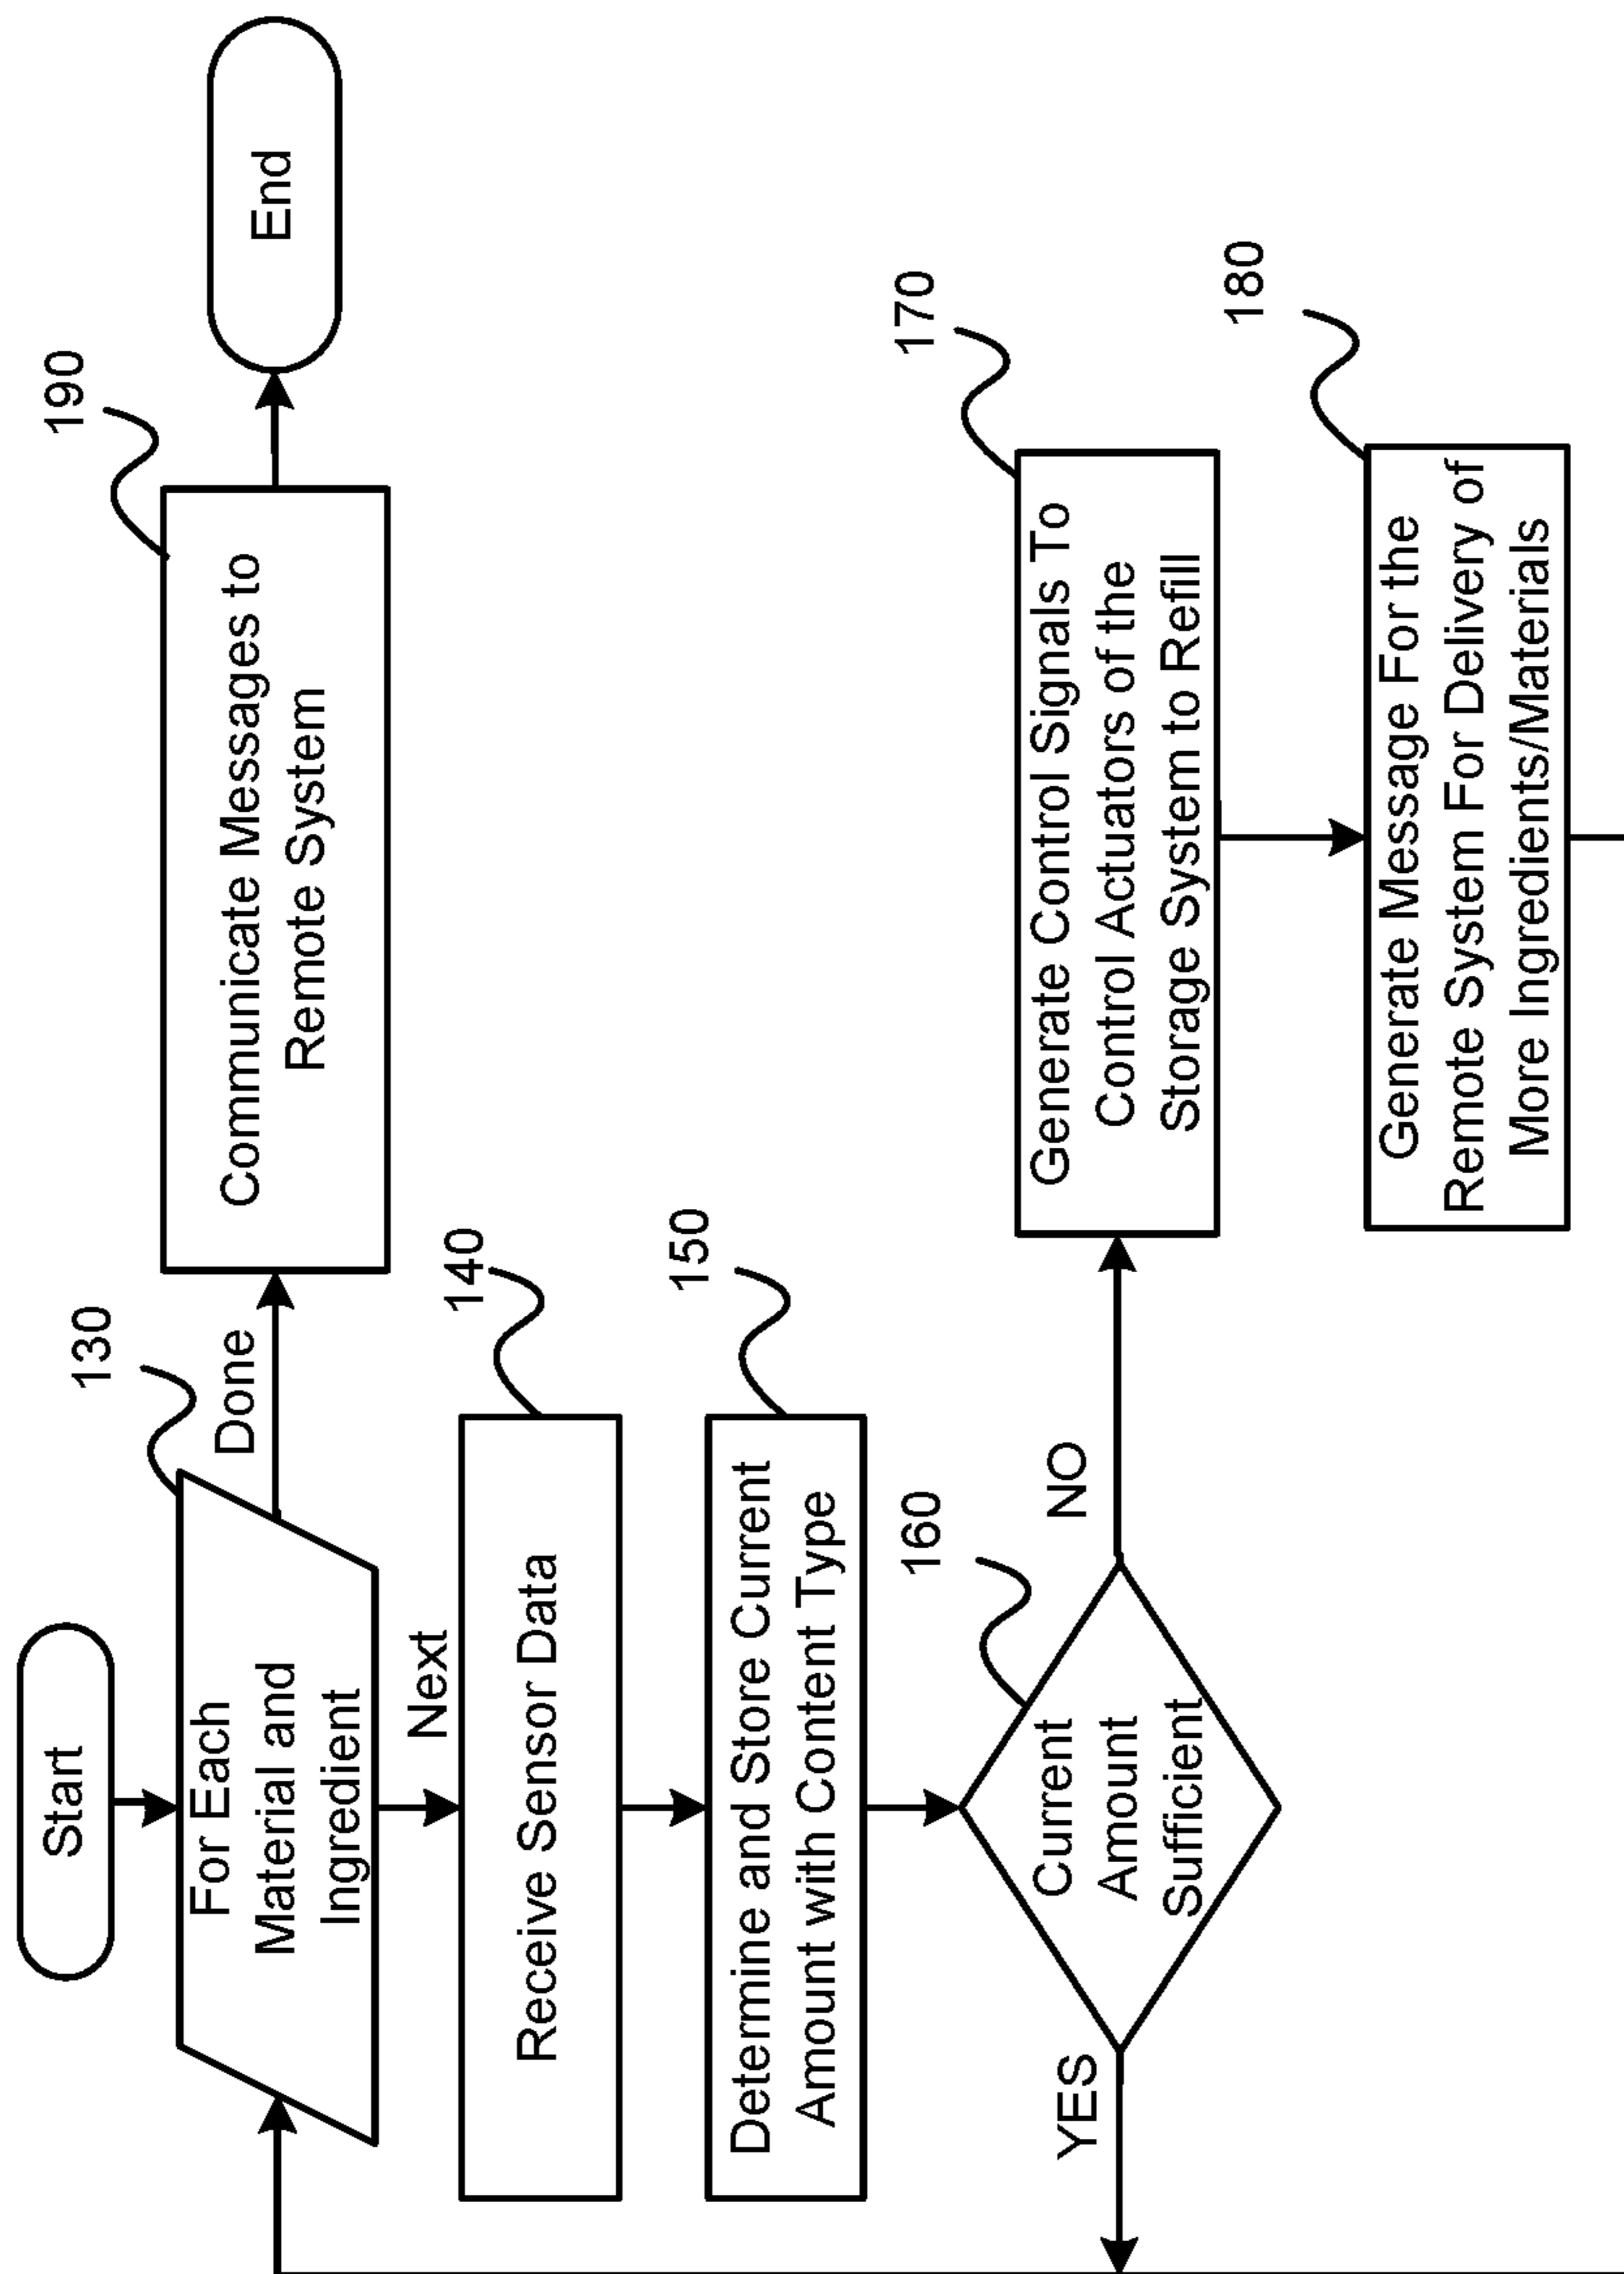 Start
130
For Each
Material and
Ingredient
Done
190
Communicate Messages to
Remote System
End
Next
140
Receive Sensor Data
150
Determine and Store Current
Amount with Content Type
160
Current
Amount
Sufficient
YES
NO
170
Generate Control Signals To
Control Actuators of the
Storage System to Refill
180
Generate Message For the
Remote System For Delivery of
More Ingredients/Materials